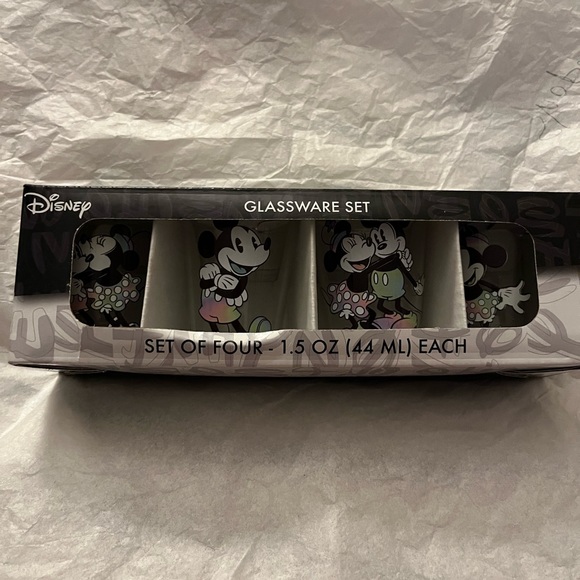 Disney
GLASSWARE SET
SET OF FOUR - 1.5 OZ (44 ML) EACH